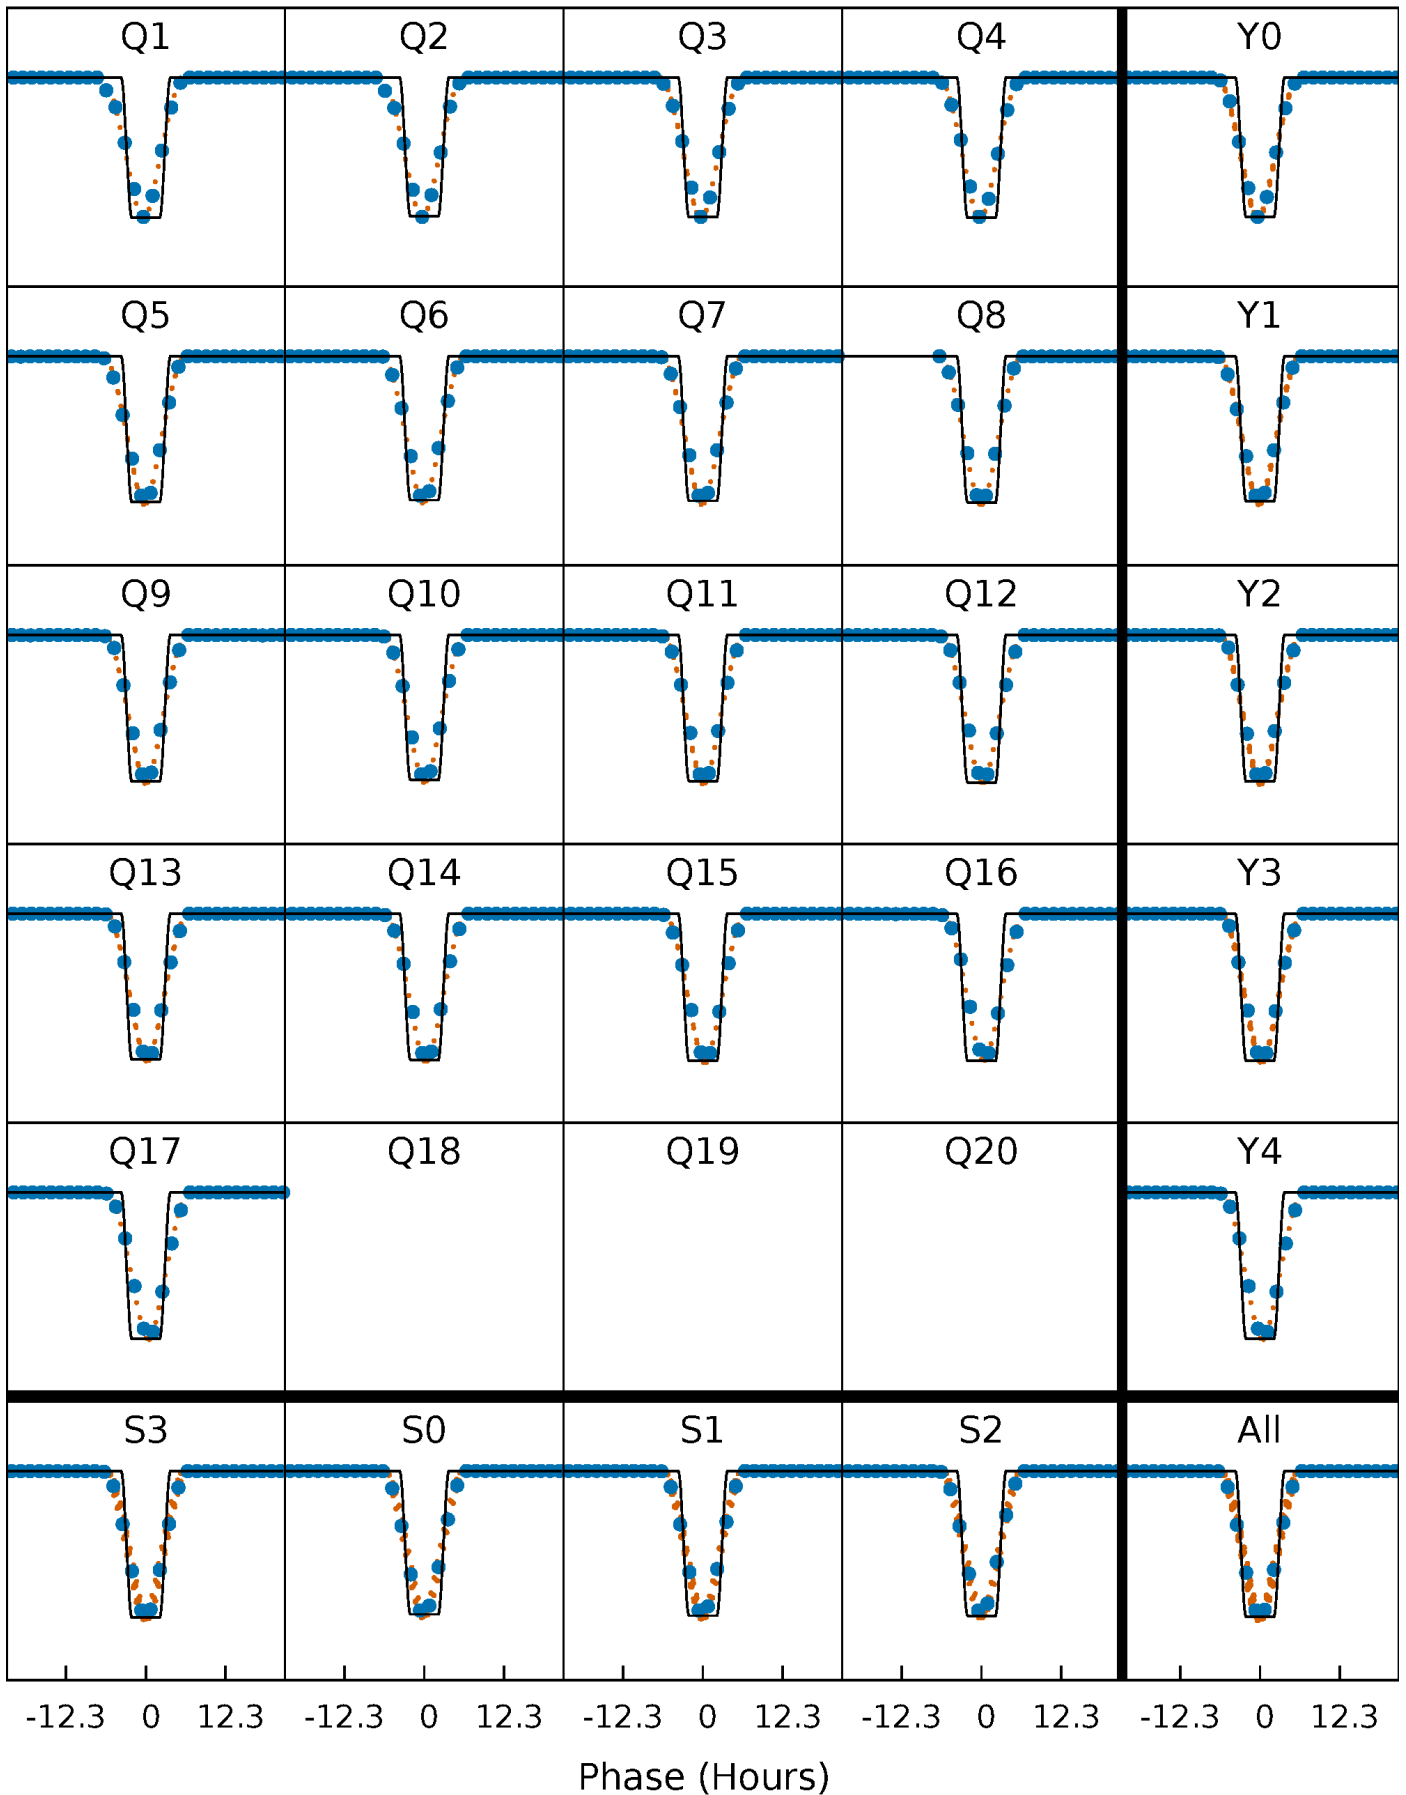 Q1 Q2 Q3 Q4 Y0
Q5 Q6 Q7 Q8 Y1
Q9 Q10 Q11 Q12 Y2
Q13 Q14 Q15 Q16 Y3
Q17 Q18 Q19 Q20 Y4
S3 S0 S1 S2 All
-12.3 0 12.3 -12.3 0 12.3 -12.3 0 12.3 -12.3 0 12.3 -12.3 0 12.3
Phase (Hours)